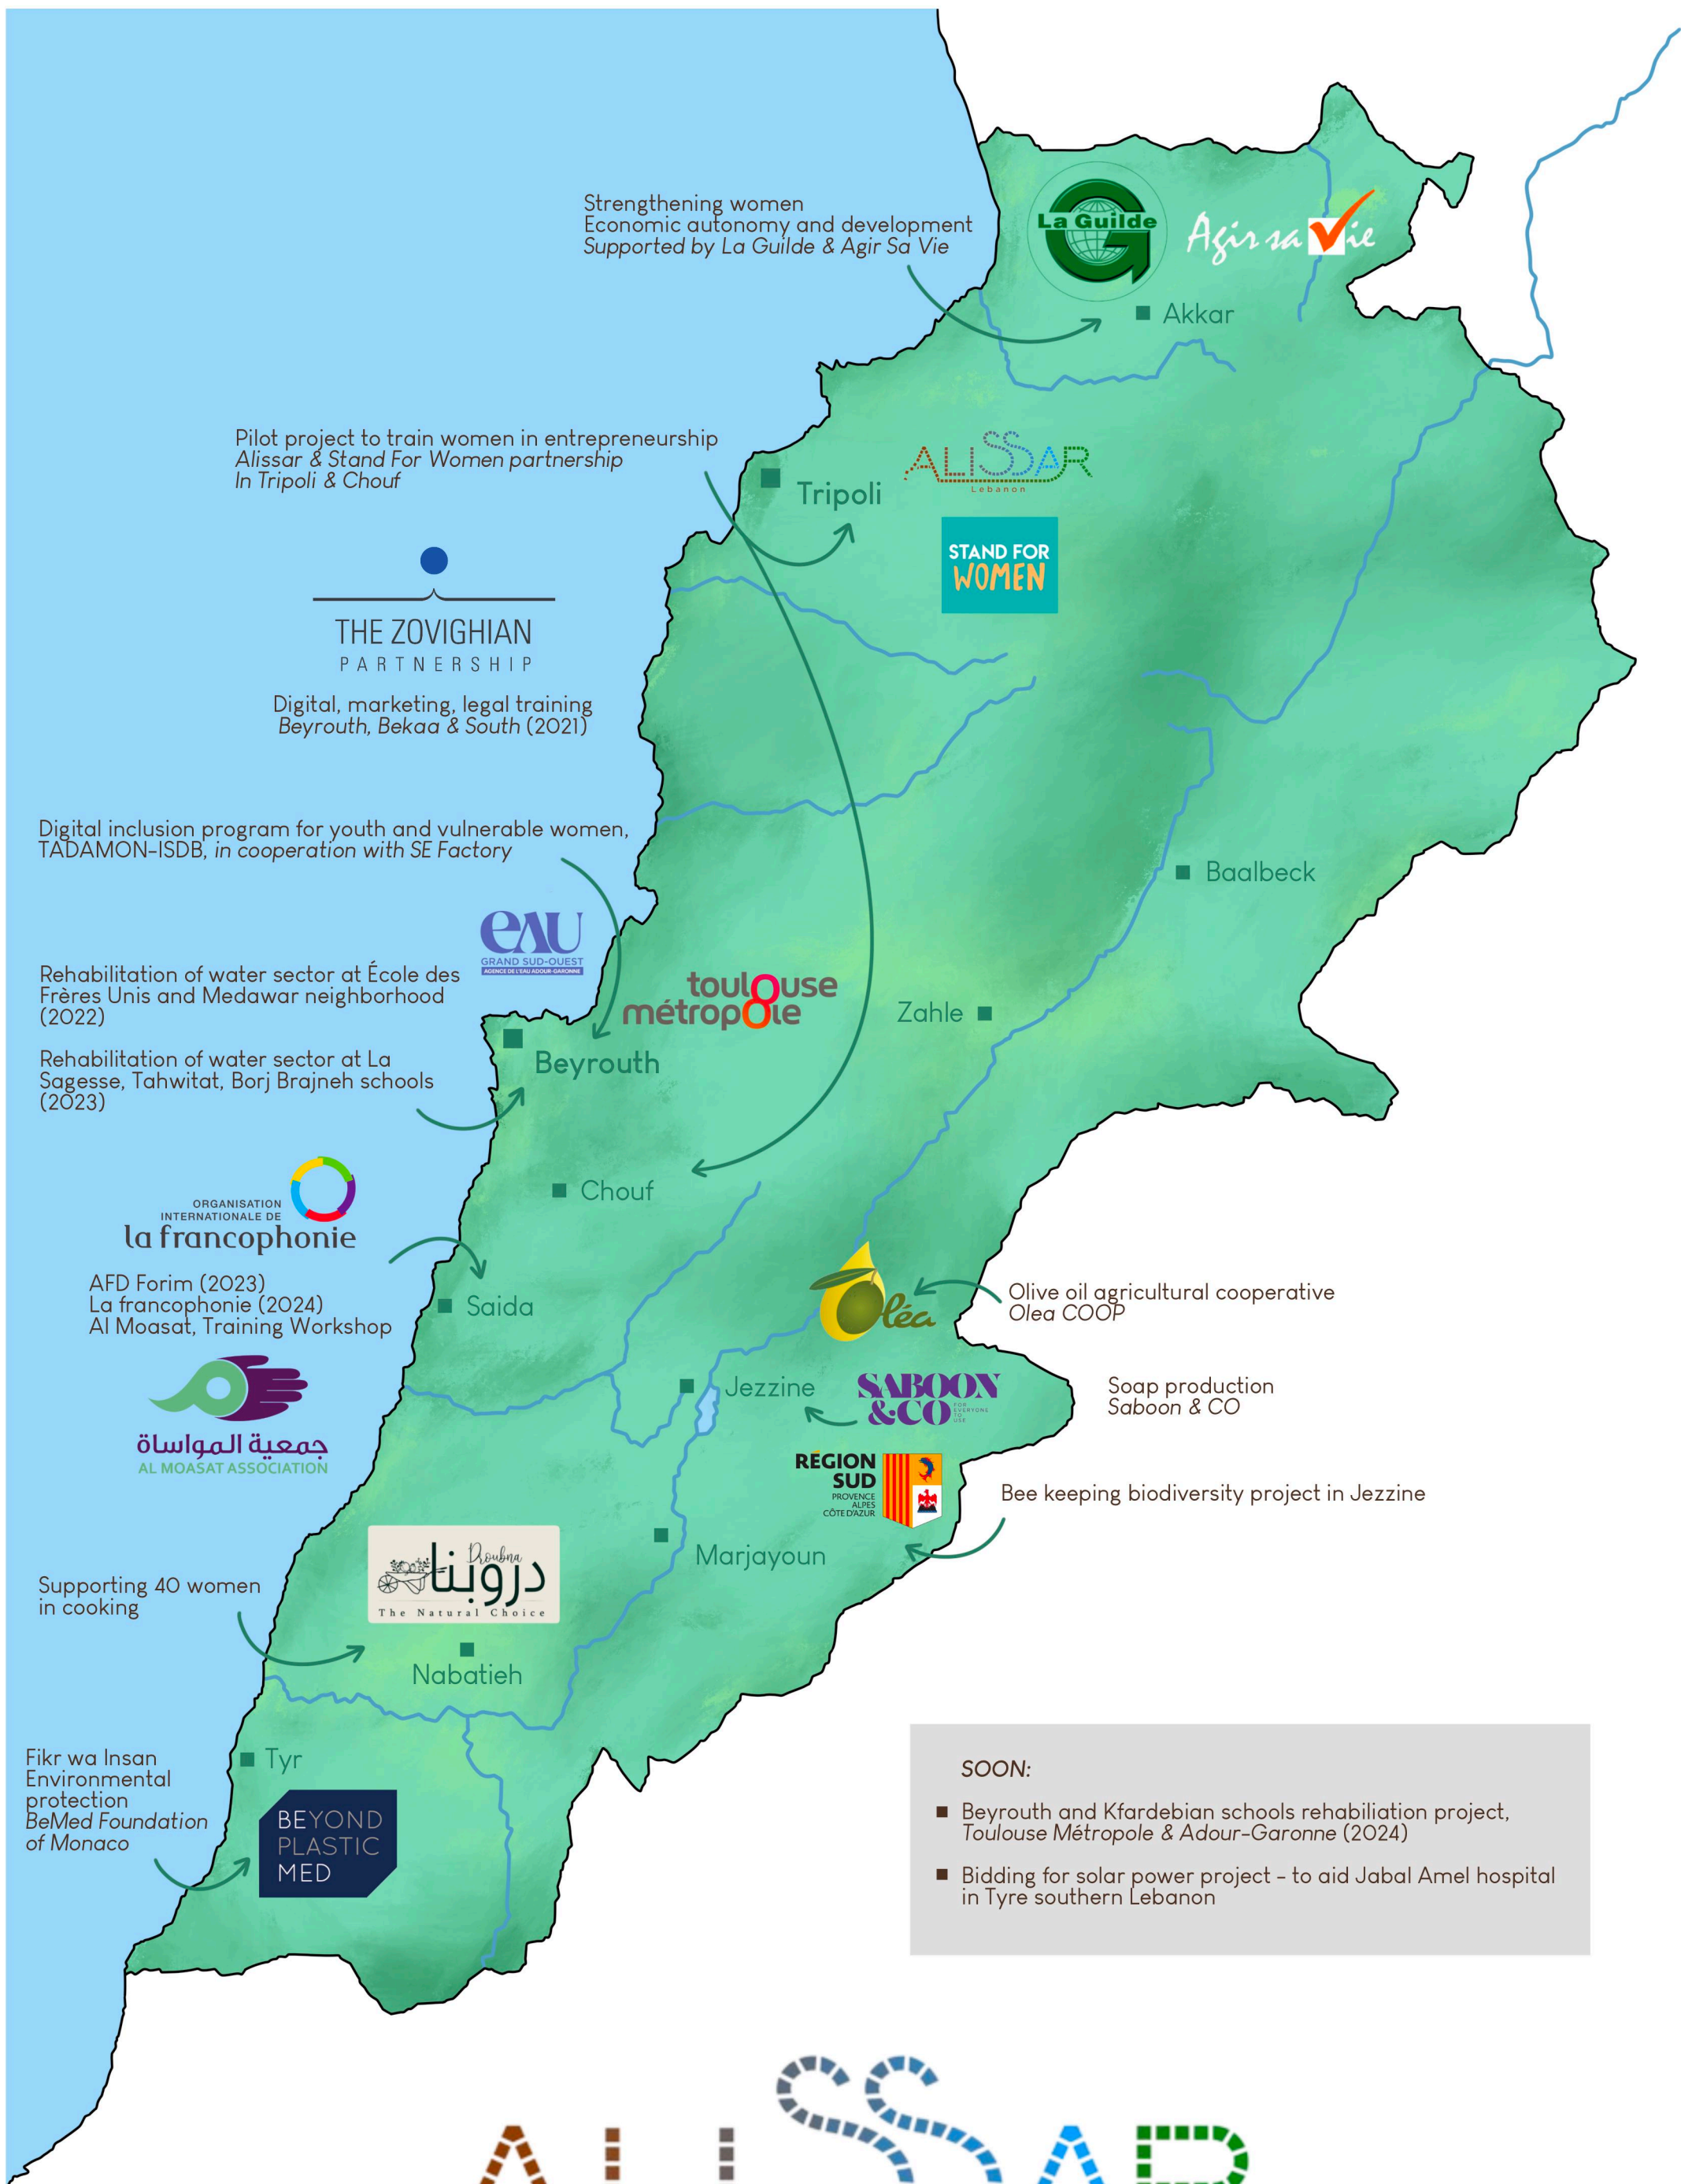 Strengthening women
Economic autonomy and development
Supported by La Guilde & Agir Sa Vie
La Guilde
Agir sa Vie
Akkar
Pilot project to train women in entrepreneurship
Alissar & Stand For Women partnership
In Tripoli & Chouf
Tripoli
ALISSAR
Lebanon
STAND FOR
WOMEN
THE ZOVIGHIAN
PARTNERSHIP
Digital, marketing, legal training
Beyrouth, Bekaa & South (2021)
Digital inclusion program for youth and vulnerable women,
TADAMON-ISDB, in cooperation with SE Factory
Baalbeck
eAU
GRAND SUD-OUEST
AGENCE DE L'EAU ADOUR-GARONNE
Rehabilitation of water sector at École des
Frères Unis and Medawar neighborhood
(2022)
toulouse
métropole
Zahle
Beyrouth
Rehabilitation of water sector at La
Sagesse, Tahwitat, Borj Brajneh schools
(2023)
Chouf
ORGANISATION
INTERNATIONALE DE
la francophonie
AFD Forim (2023)
La francophonie (2024)
Al Moasat, Training Workshop
Saida
Oléa
Olive oil agricultural cooperative
Olea COOP
جمعية المواساة
AL MOASAT ASSOCIATION
Jezzine
SABOON
&CO
FOR
EVERYONE
TO
USE
Soap production
Saboon & CO
RÉGION
SUD
PROVENCE
ALPES
CÔTE D'AZUR
Bee keeping biodiversity project in Jezzine
Marjayoun
Droubna
دروبنا
The Natural Choice
Supporting 40 women
in cooking
Nabatieh
Tyr
Fikr wa Insan
Environmental
protection
BeMed Foundation
of Monaco
BEYOND
PLASTIC
MED
SOON:
Beyrouth and Kfardebian schools rehabiliation project,
Toulouse Métropole & Adour-Garonne (2024)
Bidding for solar power project - to aid Jabal Amel hospital
in Tyre southern Lebanon
ALISSAR